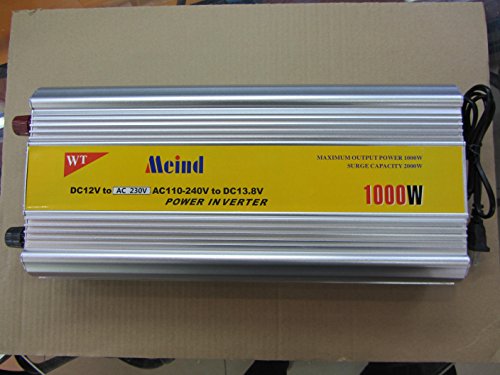 WT
Meind
DC12V to AC 230V AC110-240V to DC13.8V
POWER INVERTER
MAXIMUM OUTPUT POWER 1000W
SURGE CAPACITY 2000W
1000W